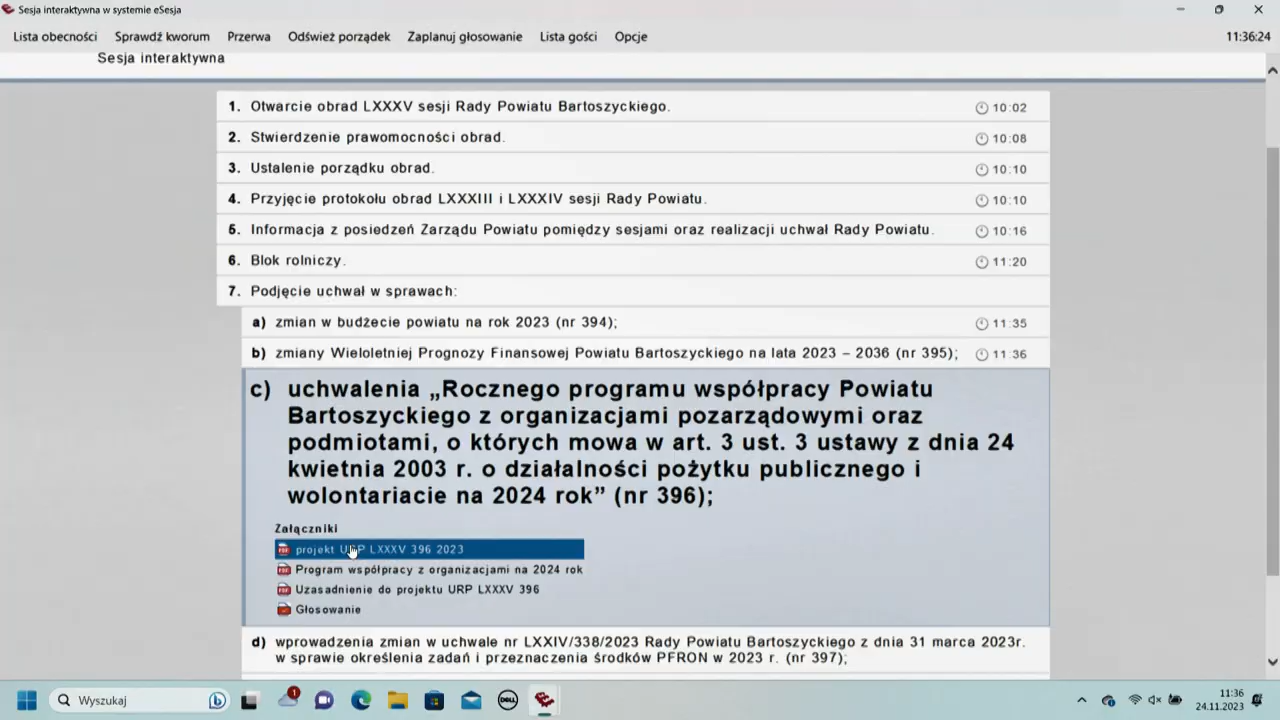 Sesja interaktywna w systemie eSesja
Lista obecności Sprawdź kworum Przerwa Odśwież porządek Zaplanuj głosowanie Lista gości Opcje 11:36:24
Sesja interaktywna
1. Otwarcie obrad LXXXV sesji Rady Powiatu Bartoszyckiego. 10:02
2. Stwierdzenie prawomocności obrad. 10:08
3. Ustalenie porządku obrad. 10:10
4. Przyjęcie protokołu obrad LXXXIII i LXXXIV sesji Rady Powiatu. 10:10
5. Informacja z posiedzeń Zarządu Powiatu pomiędzy sesjami oraz realizacji uchwał Rady Powiatu. 10:16
6. Blok rolniczy. 11:20
7. Podjęcie uchwał w sprawach:
a) zmian w budżecie powiatu na rok 2023 (nr 394); 11:35
b) zmiany Wieloletniej Prognozy Finansowej Powiatu Bartoszyckiego na lata 2023 – 2036 (nr 395); 11:36
c) uchwalenia „Rocznego programu współpracy Powiatu
Bartoszyckiego z organizacjami pozarządowymi oraz
podmiotami, o których mowa w art. 3 ust. 3 ustawy z dnia 24
kwietnia 2003 r. o działalności pożytku publicznego i
wolontariacie na 2024 rok” (nr 396);
Załączniki
projekt URP LXXXV 396 2023
Program współpracy z organizacjami na 2024 rok
Uzasadnienie do projektu URP LXXXV 396
Głosowanie
d) wprowadzenia zmian w uchwale nr LXXIV/338/2023 Rady Powiatu Bartoszyckiego z dnia 31 marca 2023r.
w sprawie określenia zadań i przeznaczenia środków PFRON w 2023 r. (nr 397);
Wyszukaj 1 DELL 11:36
24.11.2023